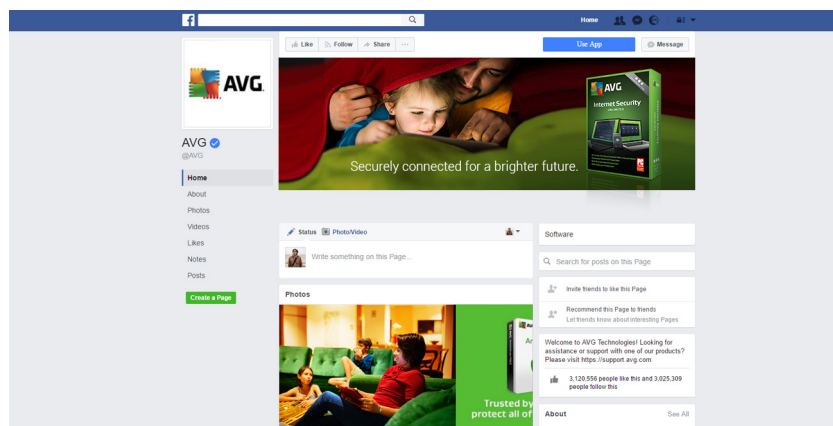 Home
Like Follow Share ...
Use App
Message
AVG
AVG
Internet Security
UNLIMITED
Securely connected for a brighter future.
AVG
@AVG
Home
About
Photos
Videos
Likes
Notes
Posts
Create a Page
Status Photo/Video
Write something on this Page...
Photos
Trusted by
protect all of
Software
Search for posts on this Page
Invite friends to like this Page
Recommend this Page to friends
Let friends know about interesting Pages
Welcome to AVG Technologies! Looking for
assistance or support with one of our products?
Please visit https://support.avg.com
3,120,556 people like this and 3,025,309
people follow this
About See All